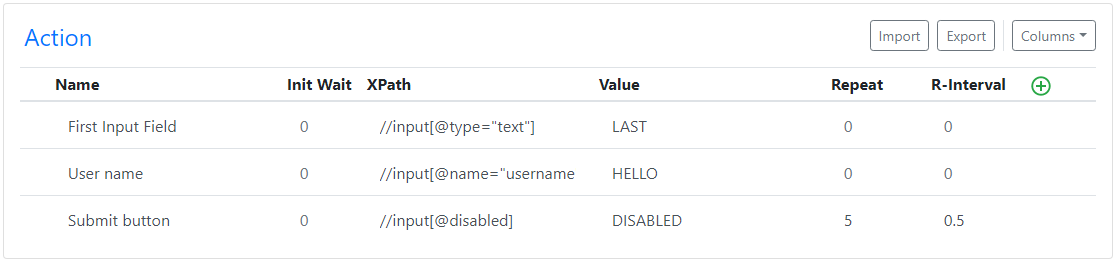 Action Import Export Columns
Name Init Wait XPath Value Repeat R-Interval
First Input Field 0 //input[@type="text"] LAST 0 0
User name 0 //input[@name="username HELLO 0 0
Submit button 0 //input[@disabled] DISABLED 5 0.5